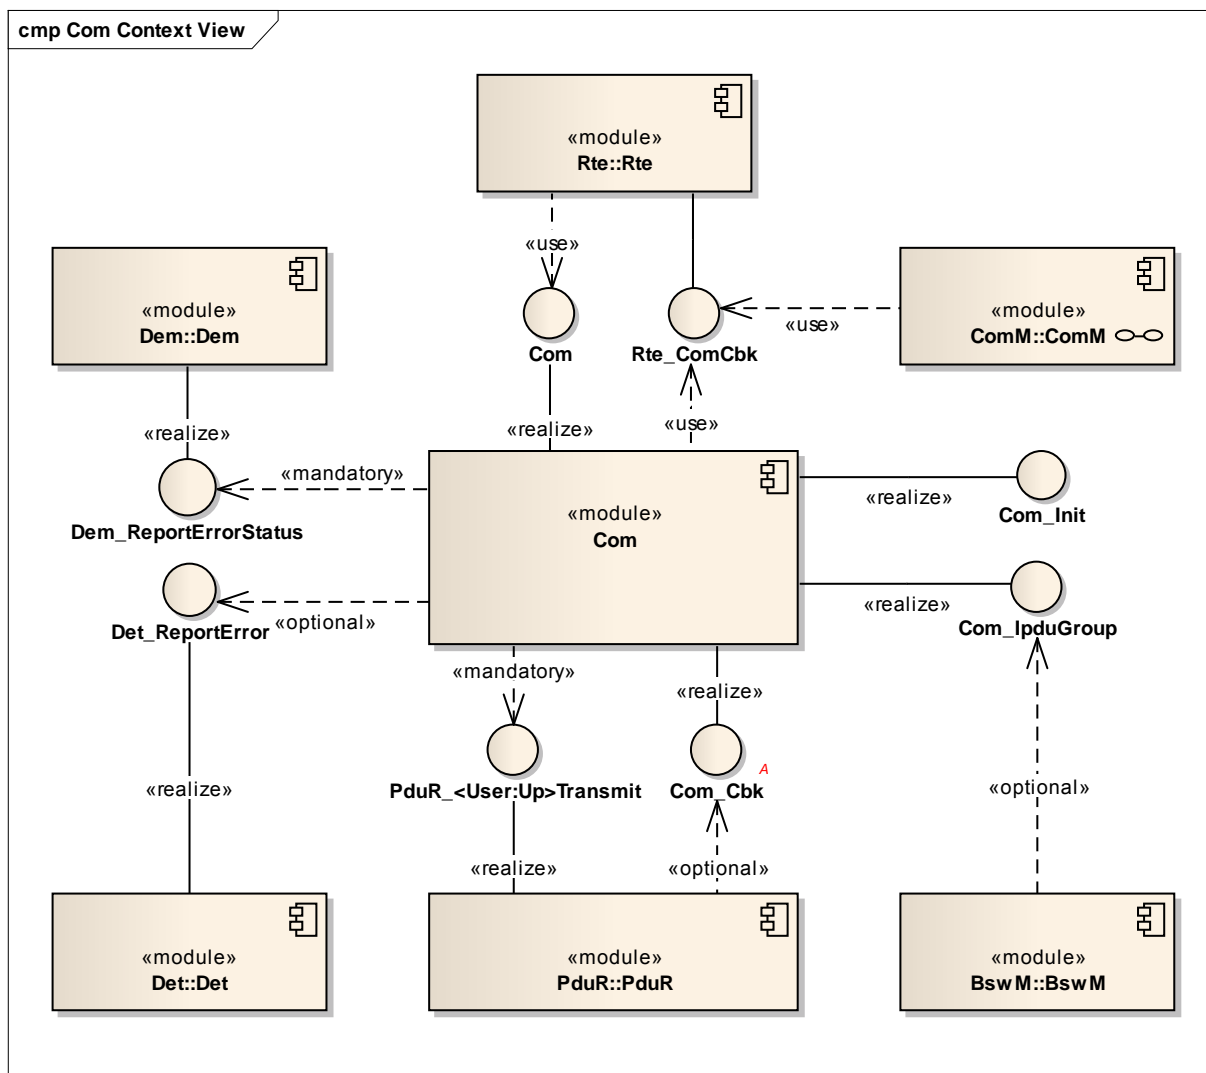 cmp Com Context View
«module»
Rte::Rte
«use»
«module»
Dem::Dem
«module»
ComM::ComM
Com
Rte_ComCbk
«use»
«realize»
«realize»
«use»
«mandatory»
Dem_ReportErrorStatus
«module»
Com
«realize»
Com_Init
Det_ReportError
«optional»
«realize»
Com_IpduGroup
«mandatory»
«realize»
PduR_<User:Up>Transmit
Com_Cbk
A
«realize»
«optional»
«realize»
«optional»
«module»
Det::Det
«module»
PduR::PduR
«module»
BswM::BswM